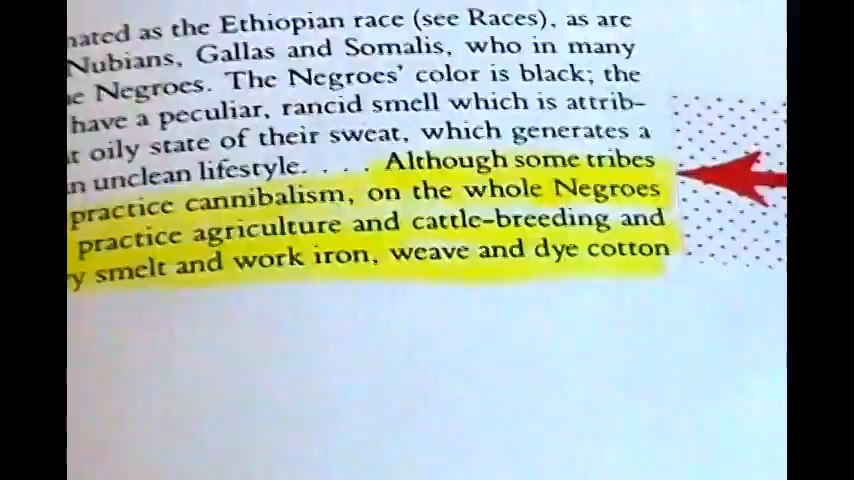 nated as the Ethiopian race (see Races), as are
Nubians, Gallas and Somalis, who in many
e Negroes. The Negroes' color is black; the
have a peculiar, rancid smell which is attrib-
t oily state of their sweat, which generates a
n unclean lifestyle. . . . Although some tribes
practice cannibalism, on the whole Negroes
practice agriculture and cattle-breeding and
y smelt and work iron, weave and dye cotton